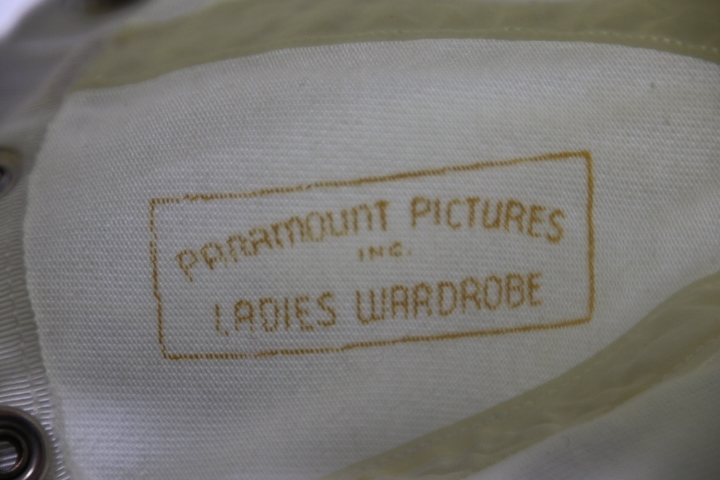 PARAMOUNT PICTURES
INC.
LADIES WARDROBE